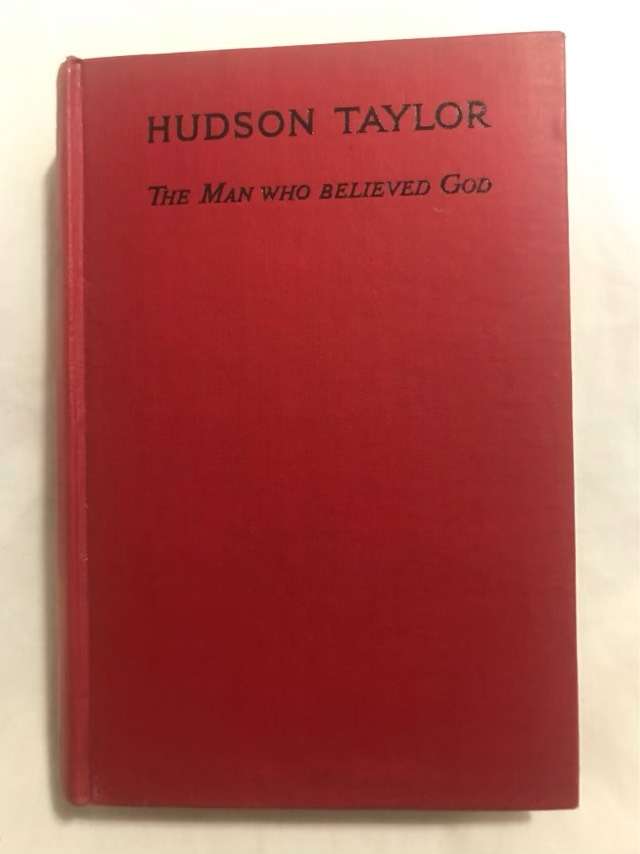 HUDSON TAYLOR
THE MAN WHO BELIEVED GOD